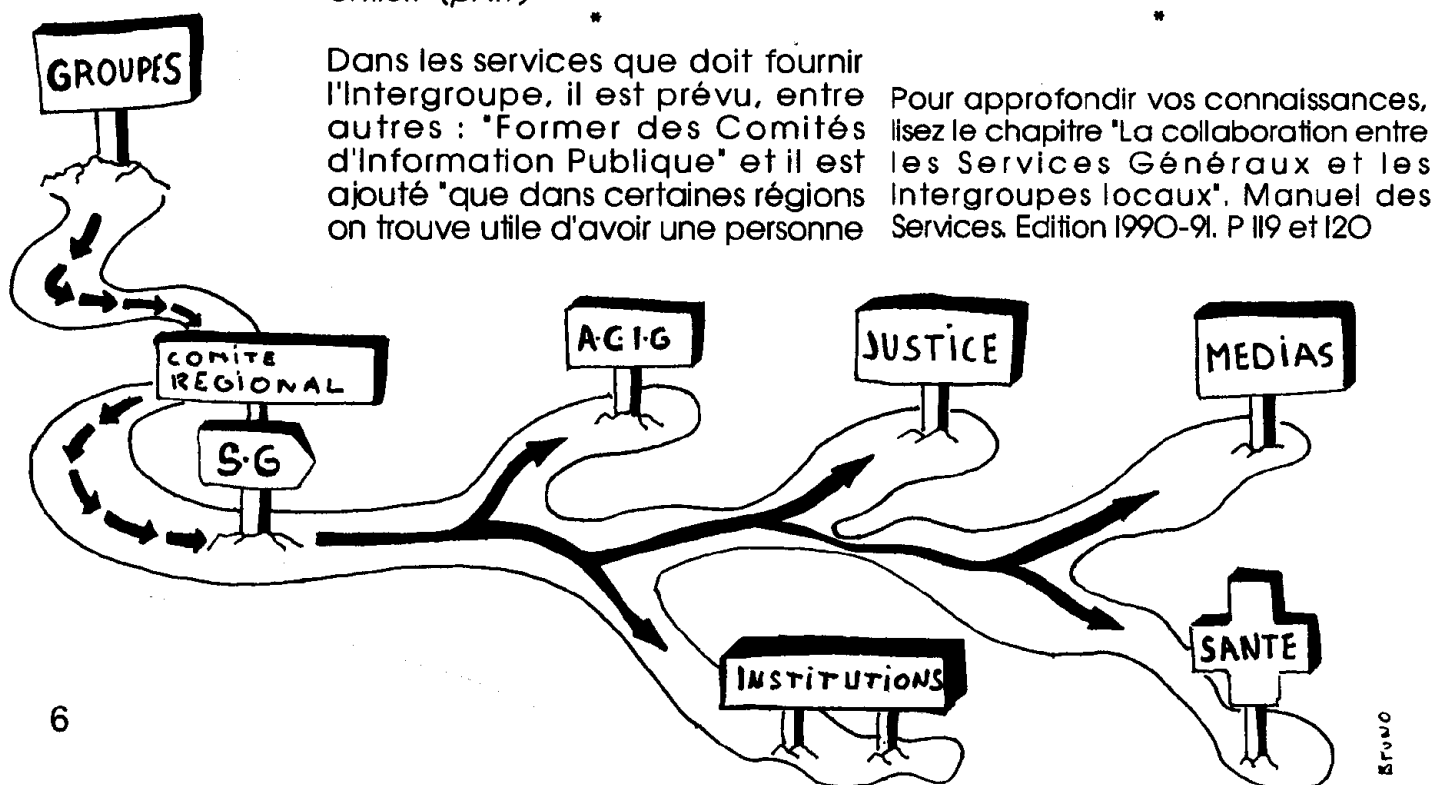 *
*
Dans les services que doit fournir
l'Intergroupe, il est prévu, entre
autres : "Former des Comités
d'Information Publique" et il est
ajouté "que dans certaines régions
on trouve utile d'avoir une personne
Pour approfondir vos connaissances,
lisez le chapitre "La collaboration entre
les Services Généraux et les
Intergroupes locaux". Manuel des
Services. Edition 1990-91. P 119 et 120
GROUPES
COMITE
REGIONAL
S·G
A·C·I·G
JUSTICE
MEDIAS
INSTITUTIONS
SANTE
6
BRUNO